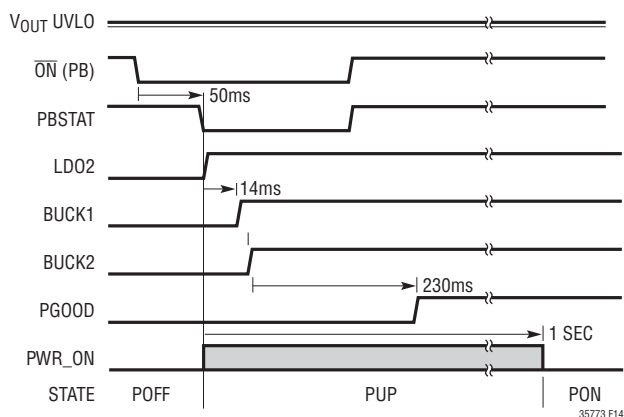 VOUT UVLO
ON (PB)
50ms
PBSTAT
LDO2
14ms
BUCK1
BUCK2
230ms
PGOOD
1 SEC
PWR_ON
STATE POFF PUP PON
35773 F14